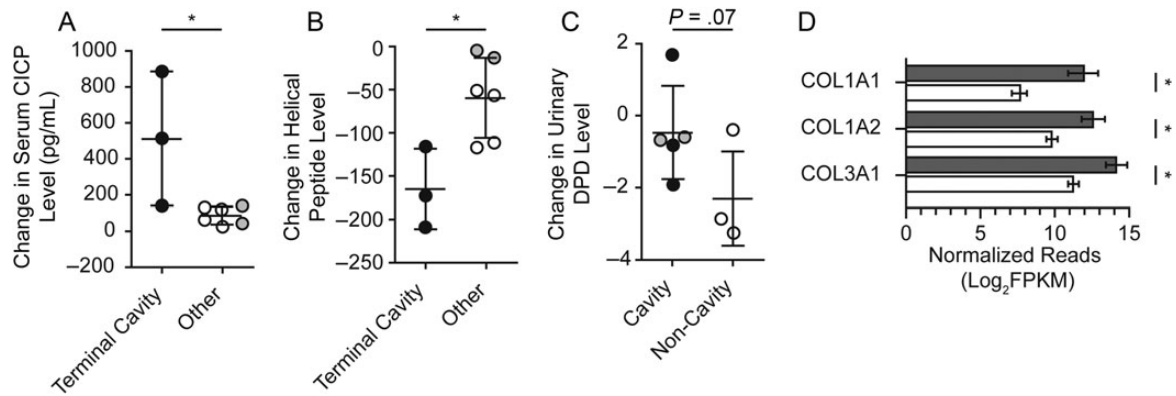 A
*
Change in Serum CICP
Level (pg/mL)
1000
800
600
400
200
0
–200
Terminal Cavity
Other
B
*
Change in Helical
Peptide Level
0
–50
–100
–150
–200
–250
Terminal Cavity
Other
C
P = .07
Change in Urinary
DPD Level
2
0
–2
–4
Cavity
Non-Cavity
D
COL1A1
*
COL1A2
*
COL3A1
*
0 5 10 15
Normalized Reads
(Log₂FPKM)